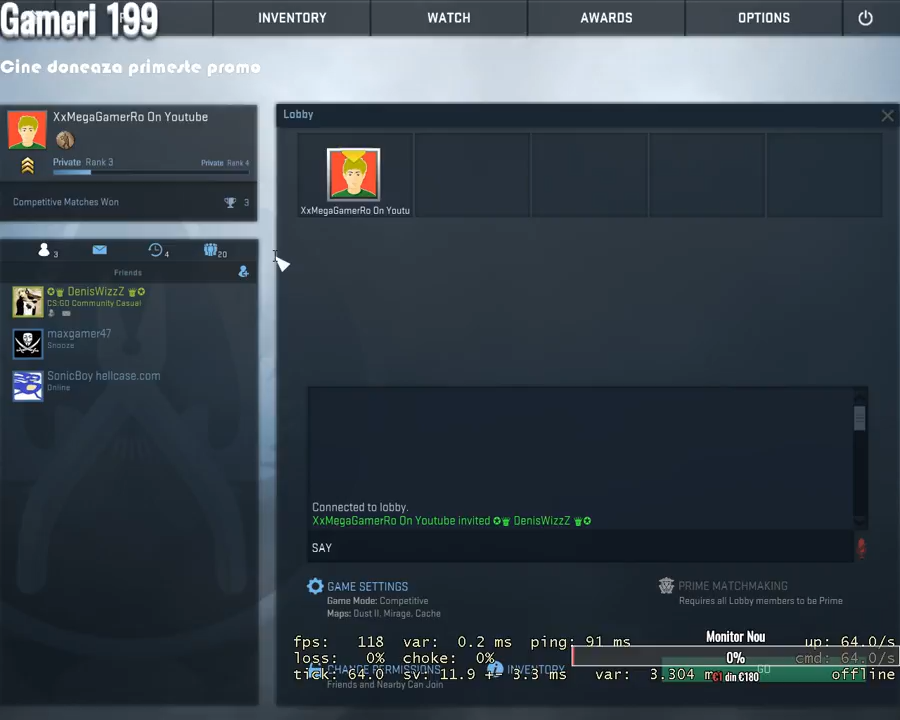 Gameri 199
INVENTORY
WATCH
AWARDS
OPTIONS
Cine doneaza primeste promo
XxMegaGamerRo On Youtube
Private Rank 3
Private Rank 4
Competitive Matches Won
3
3
4
20
Friends
✪♛ DenisWizzZ ♛✪
CS:GO Community Casual
maxgamer47
Snooze
SonicBoy hellcase.com
Online
Lobby
XxMegaGamerRo On Youtu
Connected to lobby.
XxMegaGamerRo On Youtube invited ✪♛ DenisWizzZ ♛✪
SAY
GAME SETTINGS
Game Mode: Competitive
Maps: Dust II, Mirage, Cache
PRIME MATCHMAKING
Requires all Lobby members to be Prime
CHANGE PERMISSIONS
Friends and Nearby Can Join
INVENTORY
GO
fps: 118 var: 0.2 ms ping: 91 ms up: 64.0/s
loss: 0% choke: 0% cmd: 64.0/s
tick: 64.0 sv: 11.9 +- 3.3 ms var: 3.304 m offline
Monitor Nou
0%
€1 din €180